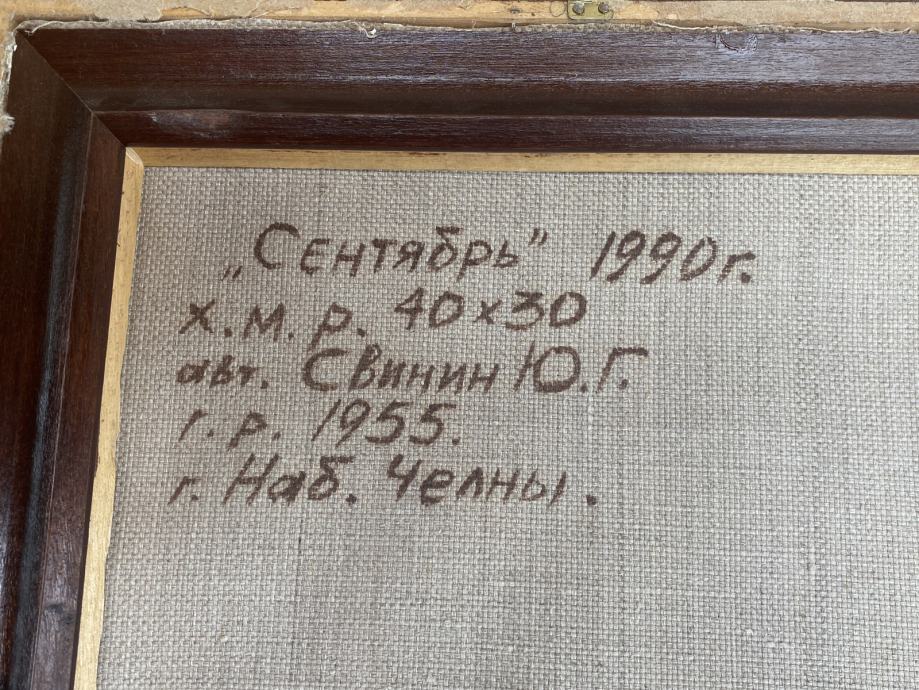 „Сентябрь" 1990г.
х.м.р. 40х30
авт. Свинин Ю.Г.
г.р. 1955.
г. Наб. Челны.